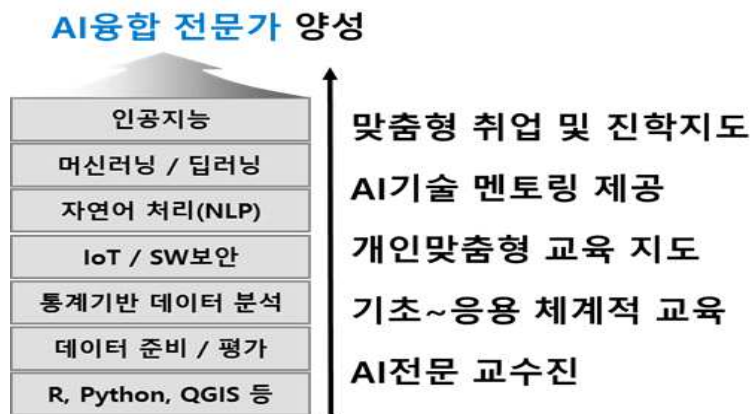 AI융합 전문가 양성
인공지능
머신러닝 / 딥러닝
자연어 처리(NLP)
IoT / SW보안
통계기반 데이터 분석
데이터 준비 / 평가
R, Python, QGIS 등
맞춤형 취업 및 진학지도
AI기술 멘토링 제공
개인맞춤형 교육 지도
기초~응용 체계적 교육
AI전문 교수진